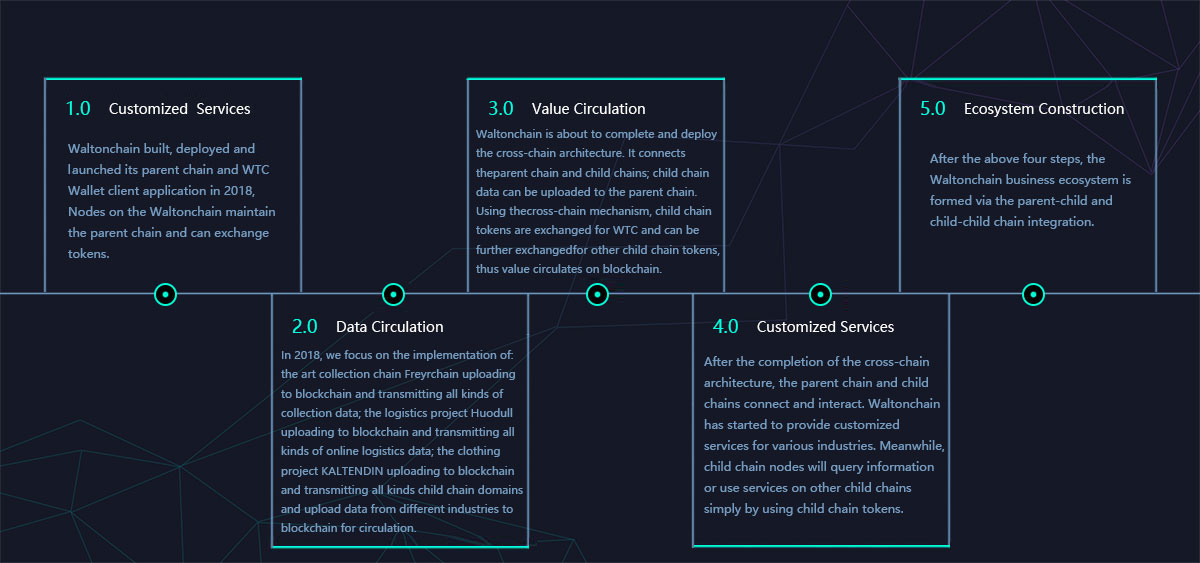 1.0 Customized Services
Waltonchain built, deployed and
launched its parent chain and WTC
Wallet client application in 2018,
Nodes on the Waltonchain maintain
the parent chain and can exchange
tokens.
2.0 Data Circulation
In 2018, we focus on the implementation of:
the art collection chain Freyrchain uploading
to blockchain and transmitting all kinds of
collection data; the logistics project Huodull
uploading to blockchain and transmitting all
kinds of online logistics data; the clothing
project KALTENDIN uploading to blockchain
and transmitting all kinds child chain domains
and upload data from different industries to
blockchain for circulation.
3.0 Value Circulation
Waltonchain is about to complete and deploy
the cross-chain architecture. It connects
theparent chain and child chains; child chain
data can be uploaded to the parent chain.
Using thecross-chain mechanism, child chain
tokens are exchanged for WTC and can be
further exchangedfor other child chain tokens,
thus value circulates on blockchain.
4.0 Customized Services
After the completion of the cross-chain
architecture, the parent chain and child
chains connect and interact. Waltonchain
has started to provide customized
services for various industries. Meanwhile,
child chain nodes will query information
or use services on other child chains
simply by using child chain tokens.
5.0 Ecosystem Construction
After the above four steps, the
Waltonchain business ecosystem is
formed via the parent-child and
child-child chain integration.